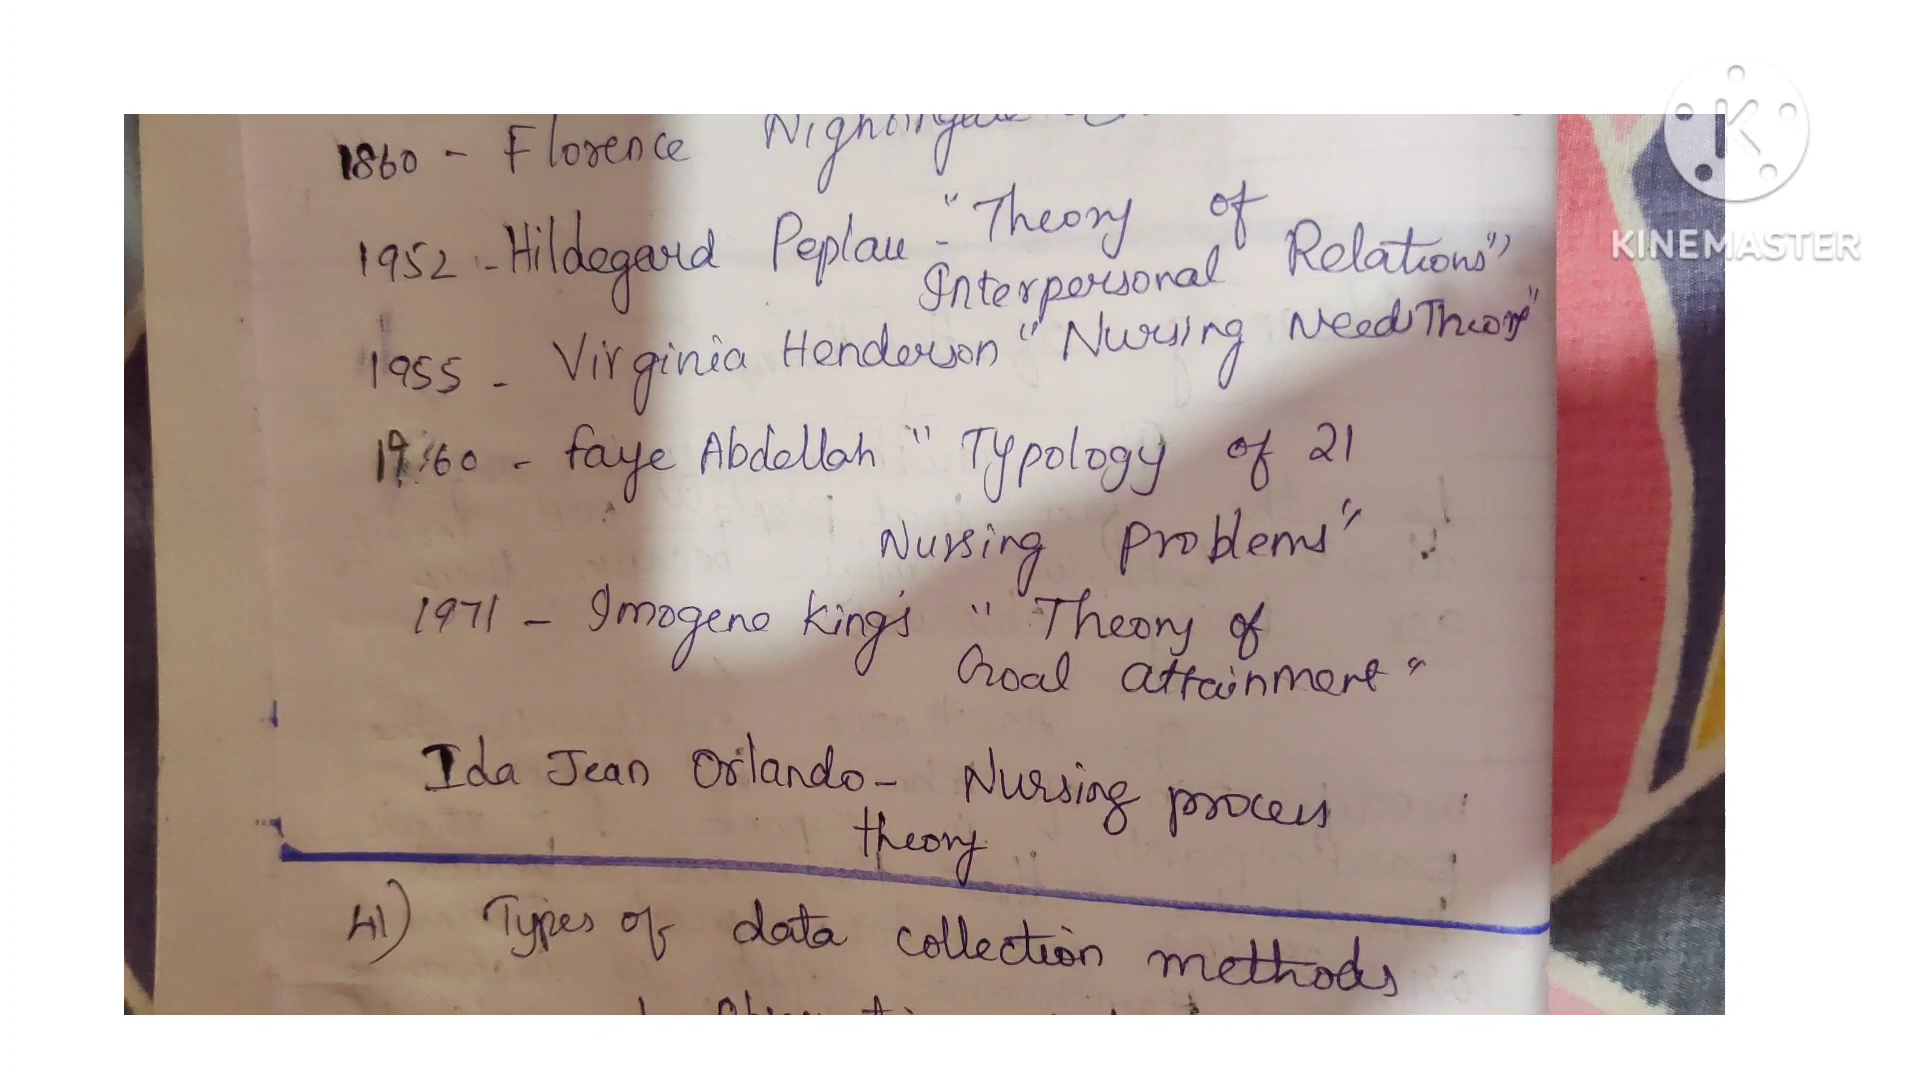 1860 - Florence Nightingale
1952 - Hildegard Peplau - "Theory of
Interpersonal Relations"
1955 - Virginia Henderson "Nursing Need Theory"
1960 - Faye Abdellah " Typology of 21
Nursing Problems"
1971 - Imogene King's " Theory of
Goal attainment"
Ida Jean Orlando - Nursing process
theory
41) Types of data collection methods
KINEMASTER